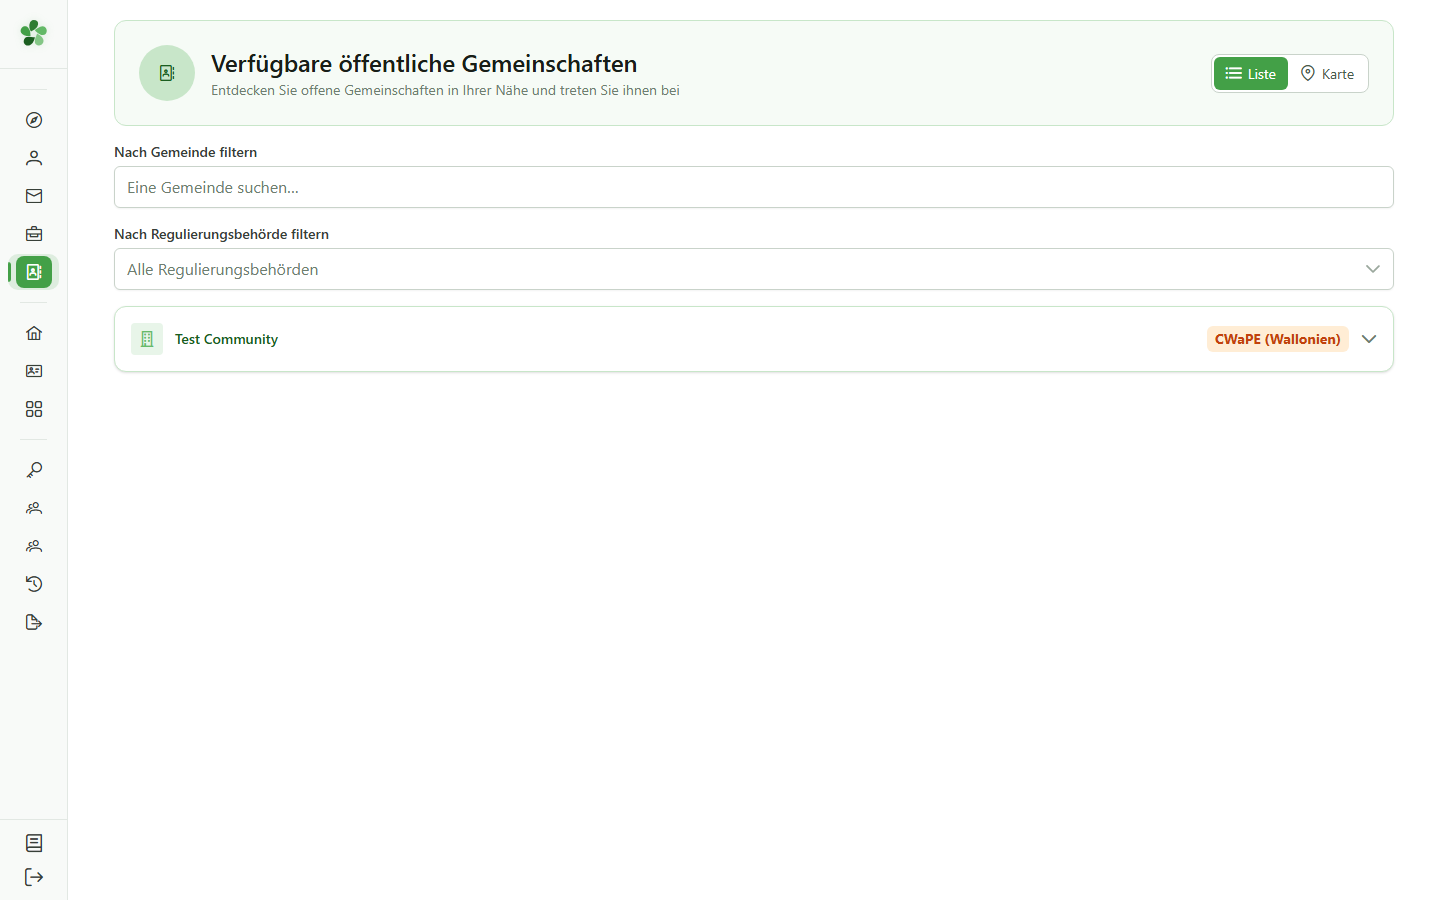 Verfügbare öffentliche Gemeinschaften
Entdecken Sie offene Gemeinschaften in Ihrer Nähe und treten Sie ihnen bei
Liste
Karte
Nach Gemeinde filtern
Eine Gemeinde suchen...
Nach Regulierungsbehörde filtern
Alle Regulierungsbehörden
Test Community
CWaPE (Wallonien)